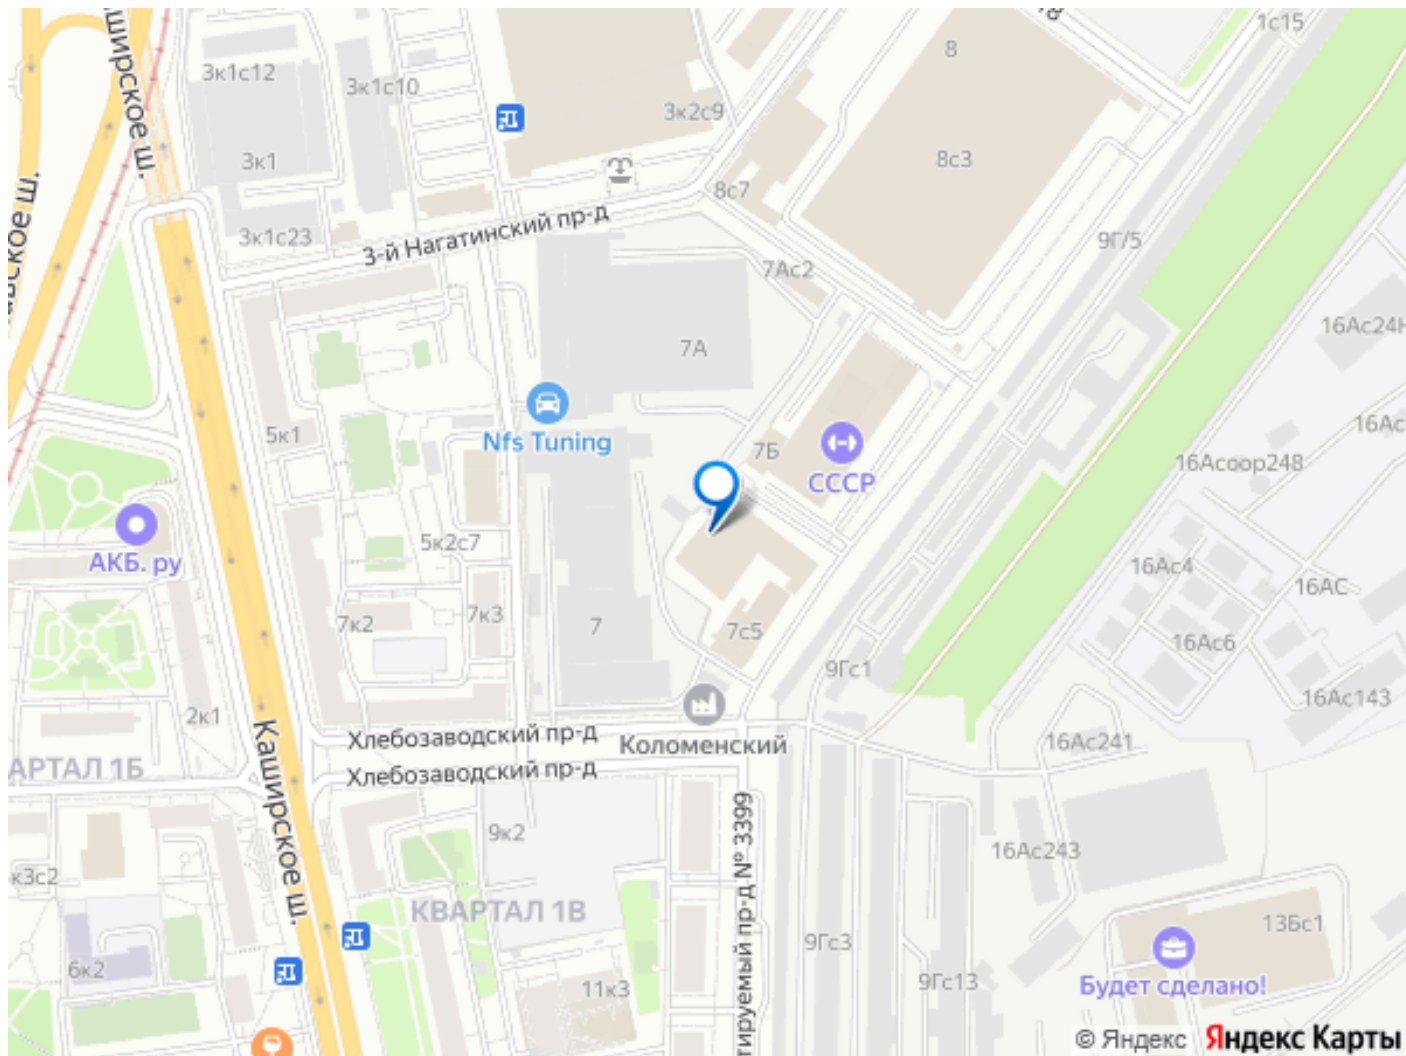 1с15
8
3к1с12
3к1с10
3к2с9
Каширское ш.
3к1
8с3
8с7
3к1с23
3-й Нагатинский пр-д
9Г/5
7Ас2
16Ас24Н
7А
5к1
Nfs Tuning
7Б
16Ас
16Асоор248
СССР
АКБ. ру
5к2с7
16Ас4
16АС
7к2
7к3
7
7с5
16Ас6
9Гс1
16Ас143
2к1
Хлебозаводский пр-д
Коломенский
16Ас241
АРТАЛ 1Б
Хлебозаводский пр-д
Каширское ш.
9к2
16Ас243
к3с2
КВАРТАЛ 1В
тируемый пр-д № 3399
13Бс1
9Гс3
6к2
11к3
9Гс13
Будет сделано!
© Яндекс Яндекс Карты